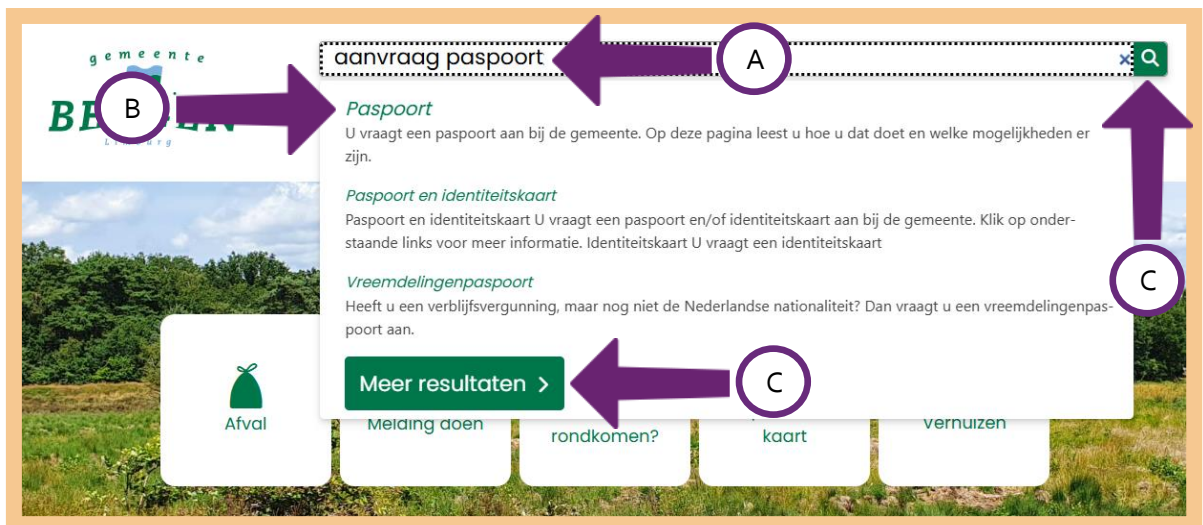 gemeente
aanvraag paspoort
A
×
B
Limburg
Paspoort
U vraagt een paspoort aan bij de gemeente. Op deze pagina leest u hoe u dat doet en welke mogelijkheden er
zijn.
Paspoort en identiteitskaart
Paspoort en identiteitskaart U vraagt een paspoort en/of identiteitskaart aan bij de gemeente. Klik op onder-
staande links voor meer informatie. Identiteitskaart U vraagt een identiteitskaart
C
Vreemdelingenpaspoort
Heeft u een verblijfsvergunning, maar nog niet de Nederlandse nationaliteit? Dan vraagt u een vreemdelingenpas-
poort aan.
Meer resultaten >
C
Afval
Melding doen
rondkomen?
kaart
Verhuizen